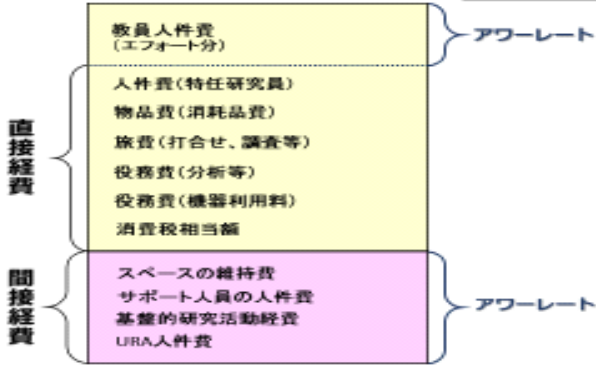 教員人件費
(エフォート分)
アワーレート
直接経費
人件費(特任研究員)
物品費(消耗品費)
旅費(打合せ、調査等)
役務費(分析等)
役務費(機器利用料)
消費税相当額
間接経費
スペースの維持費
サポート人員の人件費
基盤的研究活動経費
URA人件費
アワーレート